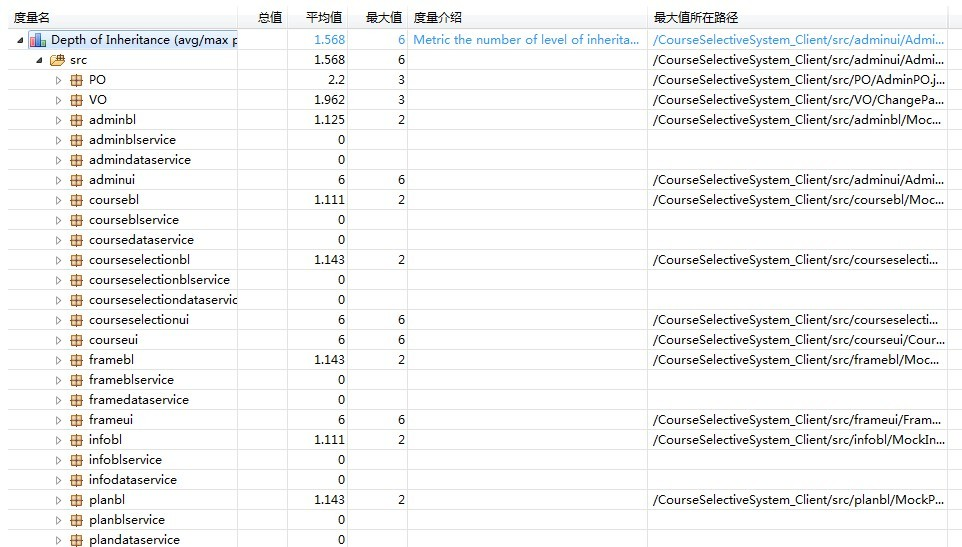 度量名 总值 平均值 最大值 度量介绍 最大值所在路径
Depth of Inheritance (avg/max p 1.568 6 Metric the number of level of inherita... /CourseSelectiveSystem_Client/src/adminui/Admi...
src 1.568 6 /CourseSelectiveSystem_Client/src/adminui/Admi...
PO 2.2 3 /CourseSelectiveSystem_Client/src/PO/AdminPO.j...
VO 1.962 3 /CourseSelectiveSystem_Client/src/VO/ChangePa...
adminbl 1.125 2 /CourseSelectiveSystem_Client/src/adminbl/Moc...
adminblservice 0
admindataservice 0
adminui 6 6 /CourseSelectiveSystem_Client/src/adminui/Admi...
coursebl 1.111 2 /CourseSelectiveSystem_Client/src/coursebl/Moc...
courseblservice 0
coursedataservice 0
courseselectionbl 1.143 2 /CourseSelectiveSystem_Client/src/courseselecti...
courseselectionblservice 0
courseselectiondataservic 0
courseselectionui 6 6 /CourseSelectiveSystem_Client/src/courseselecti...
courseui 6 6 /CourseSelectiveSystem_Client/src/courseui/Cour...
framebl 1.143 2 /CourseSelectiveSystem_Client/src/framebl/Moc...
frameblservice 0
framedataservice 0
frameui 6 6 /CourseSelectiveSystem_Client/src/frameui/Fram...
infobl 1.111 2 /CourseSelectiveSystem_Client/src/infobl/MockIn...
infoblservice 0
infodataservice 0
planbl 1.143 2 /CourseSelectiveSystem_Client/src/planbl/MockP...
planblservice 0
plandataservice 0